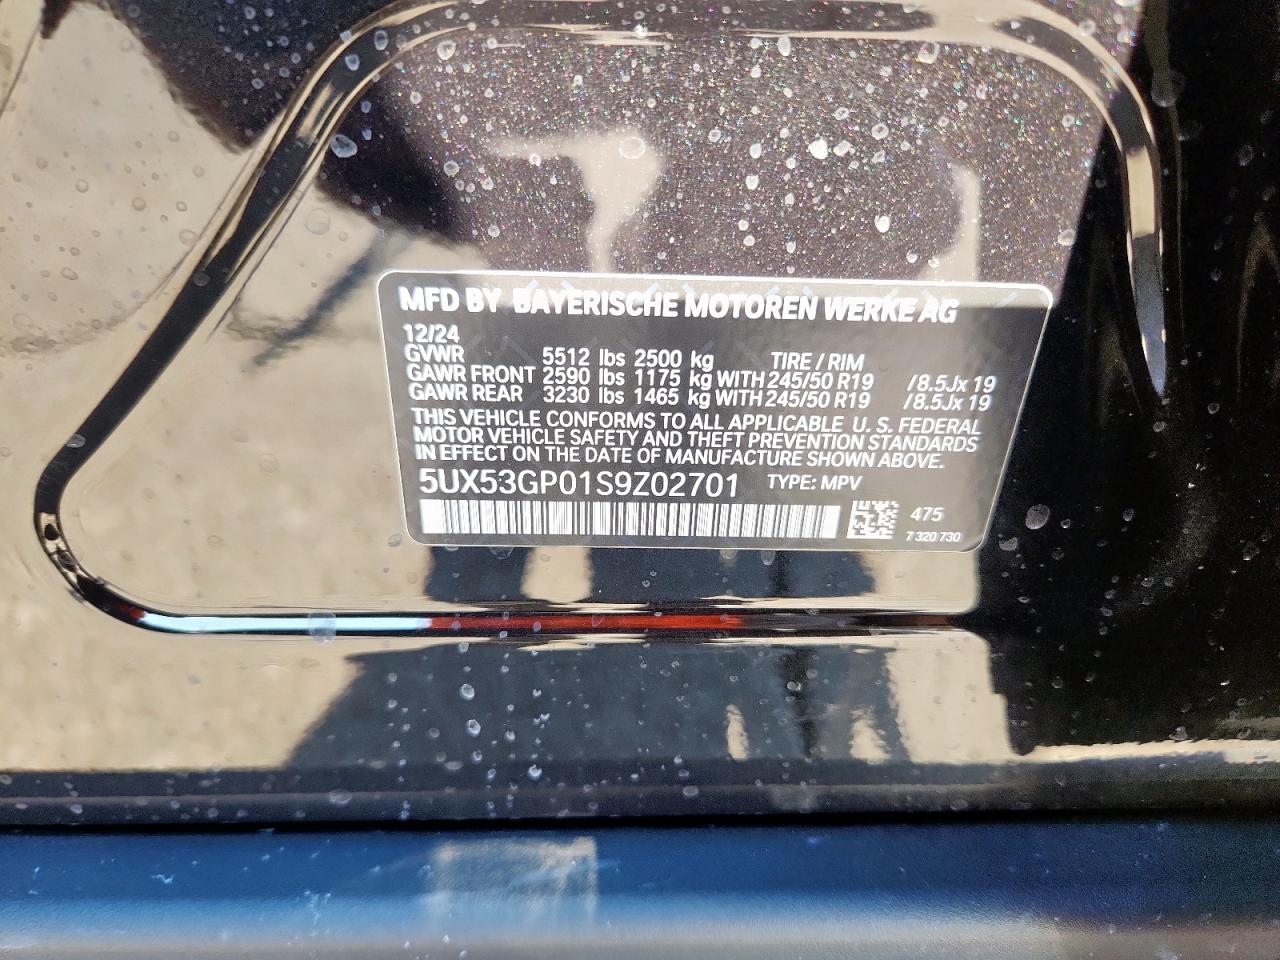 MFD BY BAYERISCHE MOTOREN WERKE AG
12/24
GVWR 5512 lbs 2500 kg TIRE / RIM
GAWR FRONT 2590 lbs 1175 kg WITH 245/50 R19 /8.5Jx 19
GAWR REAR 3230 lbs 1465 kg WITH 245/50 R19 /8.5Jx 19
THIS VEHICLE CONFORMS TO ALL APPLICABLE U. S. FEDERAL
MOTOR VEHICLE SAFETY AND THEFT PREVENTION STANDARDS
IN EFFECT ON THE DATE OF MANUFACTURE SHOWN ABOVE.
5UX53GP01S9Z02701 TYPE: MPV
475
7 320 730